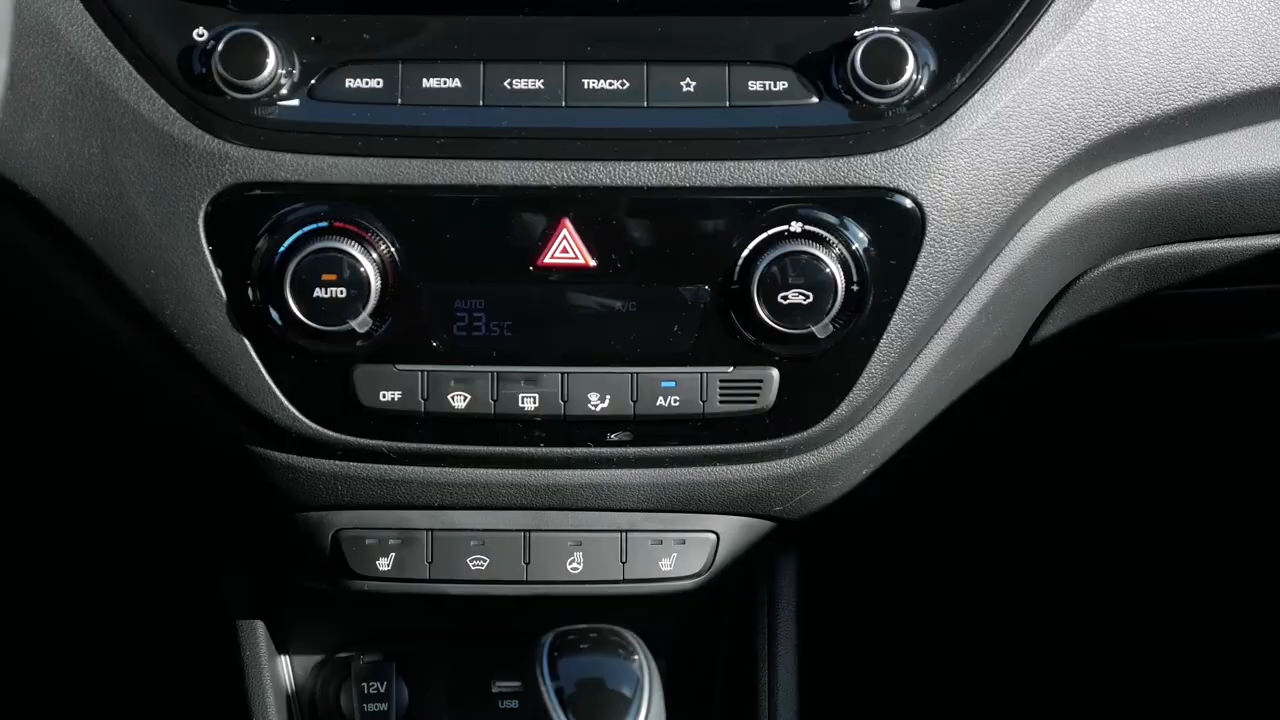 RADIO MEDIA <SEEK TRACK> SETUP
AUTO
AUTO A/C
23.5°C
OFF A/C
12V
180W
USB